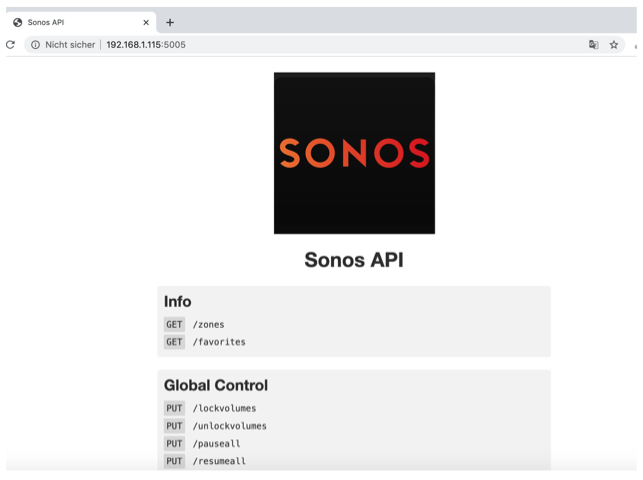 Sonos API
Nicht sicher 192.168.1.115:5005
SONOS
Sonos API
Info
GET /zones
GET /favorites
Global Control
PUT /lockvolumes
PUT /unlockvolumes
PUT /pauseall
PUT /resumeall